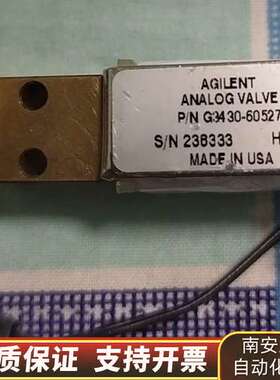 AGILENT
ANALOG VALVE
P/N G3430-60527
S/N 236333 H
MADE IN USA
质保证 支持开票
南安
自动化